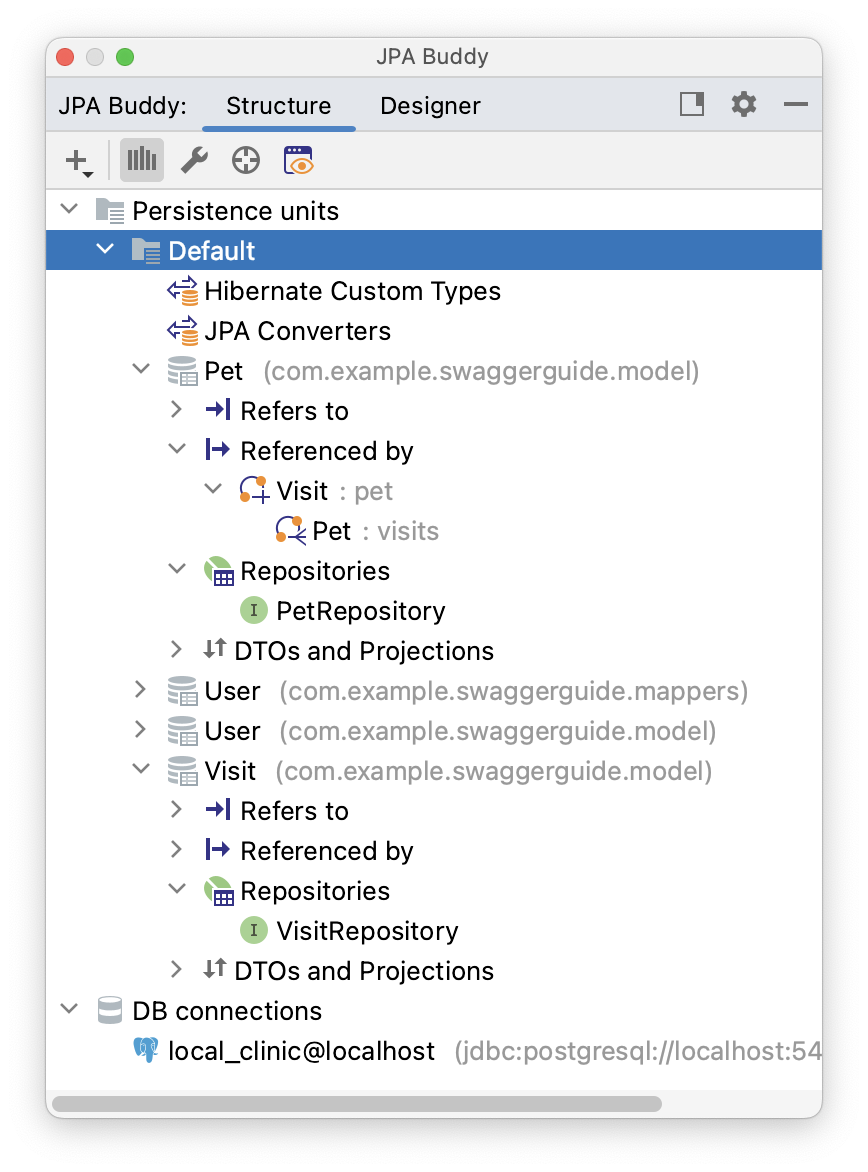 JPA Buddy
JPA Buddy: Structure Designer
Persistence units
Default
Hibernate Custom Types
JPA Converters
Pet (com.example.swaggerguide.model)
Refers to
Referenced by
Visit : pet
Pet : visits
Repositories
I PetRepository
DTOs and Projections
User (com.example.swaggerguide.mappers)
User (com.example.swaggerguide.model)
Visit (com.example.swaggerguide.model)
Refers to
Referenced by
Repositories
I VisitRepository
DTOs and Projections
DB connections
local_clinic@localhost (jdbc:postgresql://localhost:54